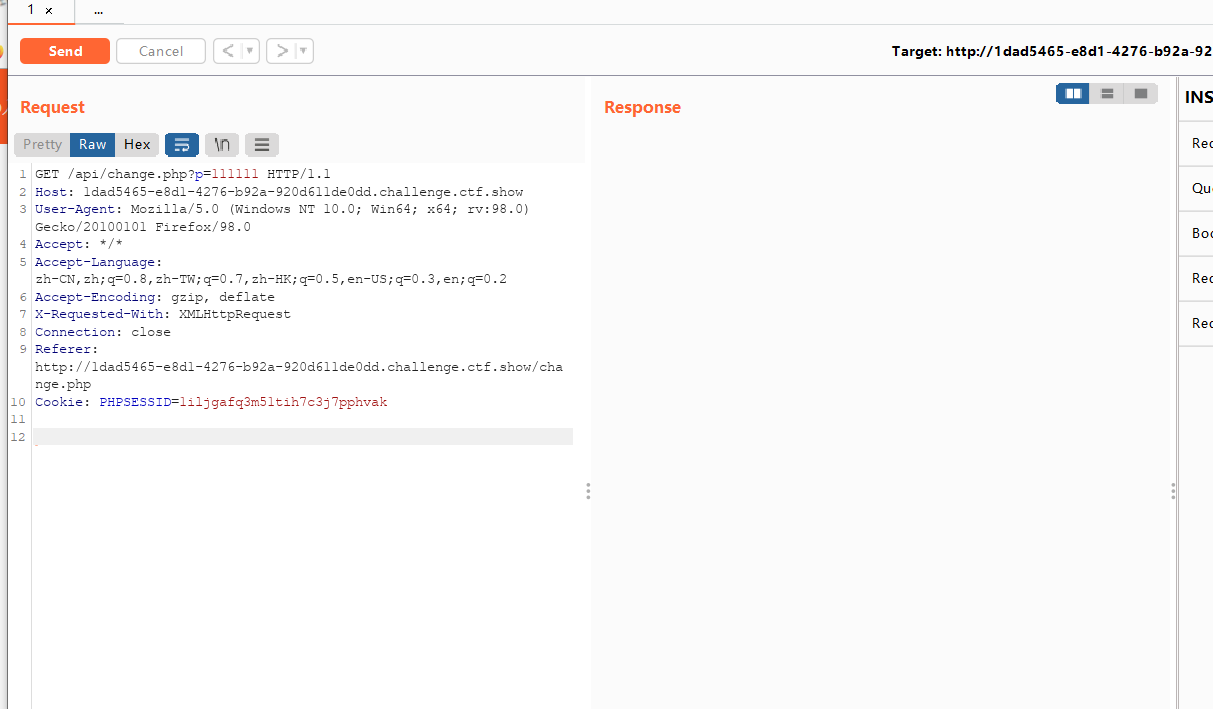 1 ×
...
Send
Cancel
< ▼
> ▼
Target: http://1dad5465-e8d1-4276-b92a-92
Request
Response
INS
Pretty
Raw
Hex
\n
1 GET /api/change.php?p=111111 HTTP/1.1
2 Host: 1dad5465-e8d1-4276-b92a-920d611de0dd.challenge.ctf.show
3 User-Agent: Mozilla/5.0 (Windows NT 10.0; Win64; x64; rv:98.0)
Gecko/20100101 Firefox/98.0
4 Accept: */*
5 Accept-Language:
zh-CN,zh;q=0.8,zh-TW;q=0.7,zh-HK;q=0.5,en-US;q=0.3,en;q=0.2
6 Accept-Encoding: gzip, deflate
7 X-Requested-With: XMLHttpRequest
8 Connection: close
9 Referer:
http://1dad5465-e8d1-4276-b92a-920d611de0dd.challenge.ctf.show/cha
nge.php
10 Cookie: PHPSESSID=liljgafq3m5ltih7c3j7pphvak
11
12
Rec
Que
Boc
Rec
Rec